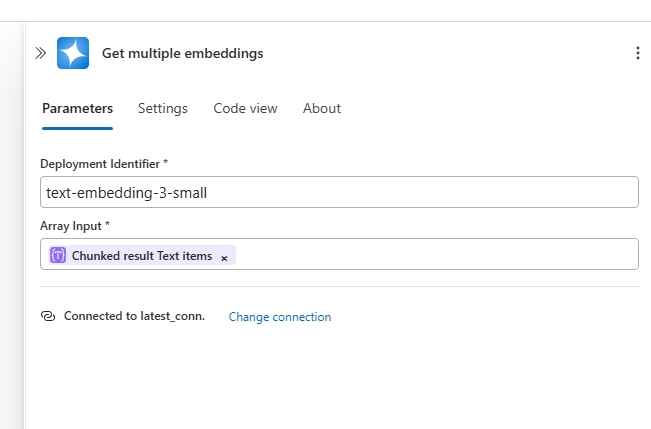 Get multiple embeddings
Parameters Settings Code view About
Deployment Identifier *
text-embedding-3-small
Array Input *
{T} Chunked result Text items ×
Connected to latest_conn. Change connection